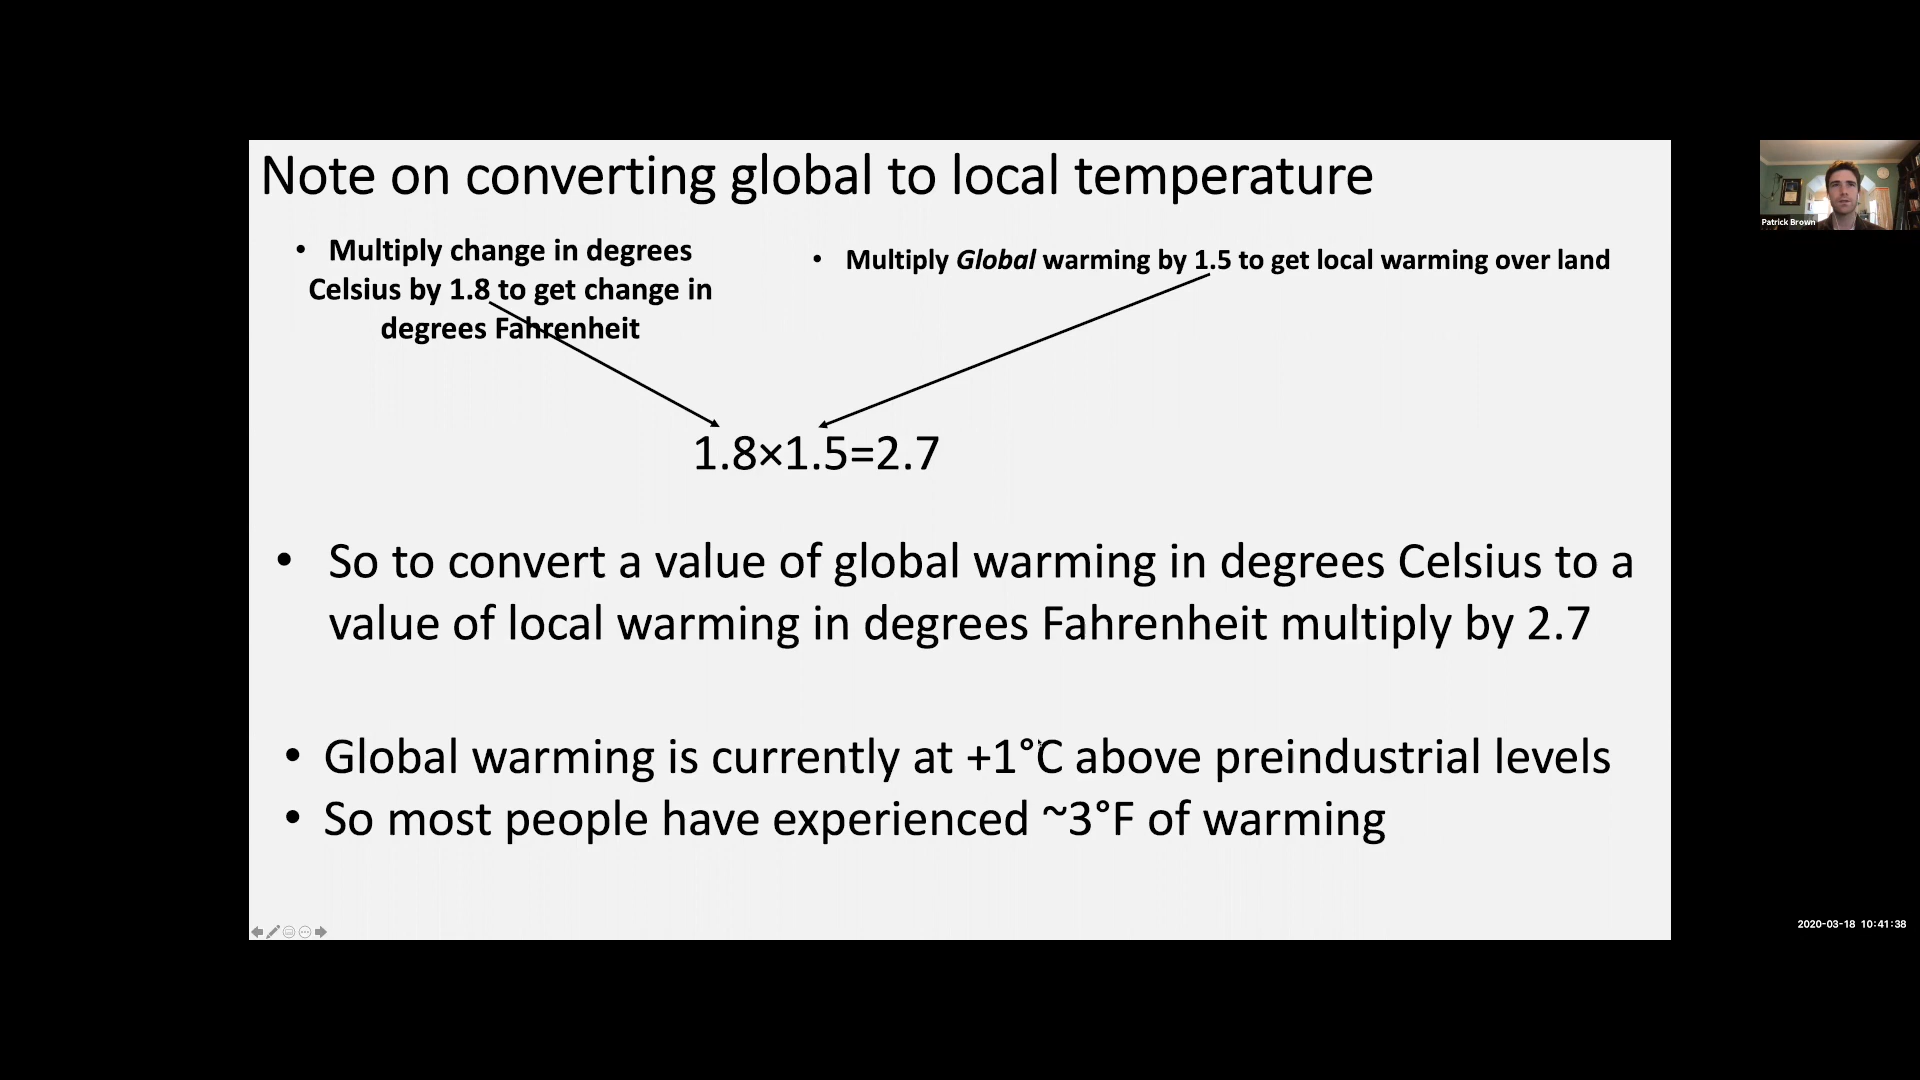 Note on converting global to local temperature
• Multiply change in degrees
Celsius by 1.8 to get change in
degrees Fahrenheit
• Multiply Global warming by 1.5 to get local warming over land
1.8×1.5=2.7
• So to convert a value of global warming in degrees Celsius to a
value of local warming in degrees Fahrenheit multiply by 2.7
• Global warming is currently at +1°C above preindustrial levels
• So most people have experienced ~3°F of warming
Patrick Brown
2020-03-18 10:41:38